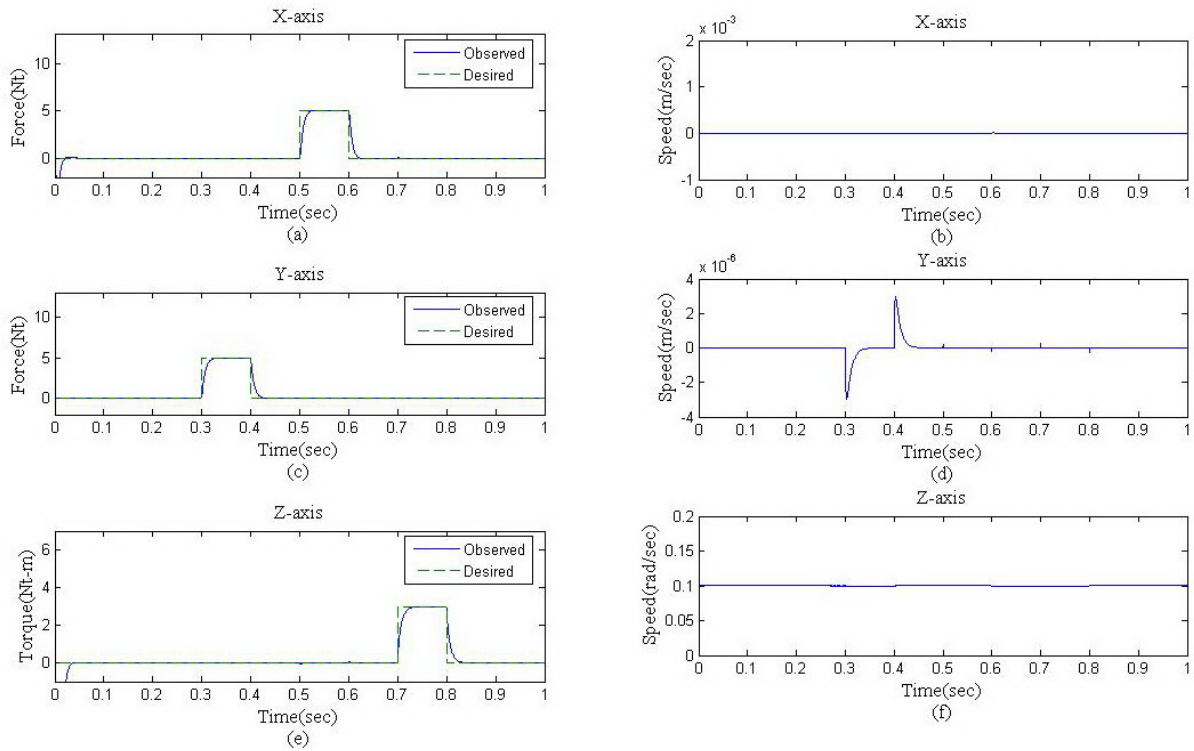 X-axis
Force(Nt)
10
5
0
Observed
Desired
0 0.1 0.2 0.3 0.4 0.5 0.6 0.7 0.8 0.9 1
Time(sec)
(a)
X-axis
x 10^-3
Speed(m/sec)
2
1
0
-1
0 0.1 0.2 0.3 0.4 0.5 0.6 0.7 0.8 0.9 1
Time(sec)
(b)
Y-axis
Force(Nt)
10
5
0
Observed
Desired
0 0.1 0.2 0.3 0.4 0.5 0.6 0.7 0.8 0.9 1
Time(sec)
(c)
Y-axis
x 10^-6
Speed(m/sec)
4
2
0
-2
-4
0 0.1 0.2 0.3 0.4 0.5 0.6 0.7 0.8 0.9 1
Time(sec)
(d)
Z-axis
Torque(Nt-m)
6
4
2
0
Observed
Desired
0 0.1 0.2 0.3 0.4 0.5 0.6 0.7 0.8 0.9 1
Time(sec)
(e)
Z-axis
Speed(rad/sec)
0.2
0.15
0.1
0.05
0
0 0.1 0.2 0.3 0.4 0.5 0.6 0.7 0.8 0.9 1
Time(sec)
(f)